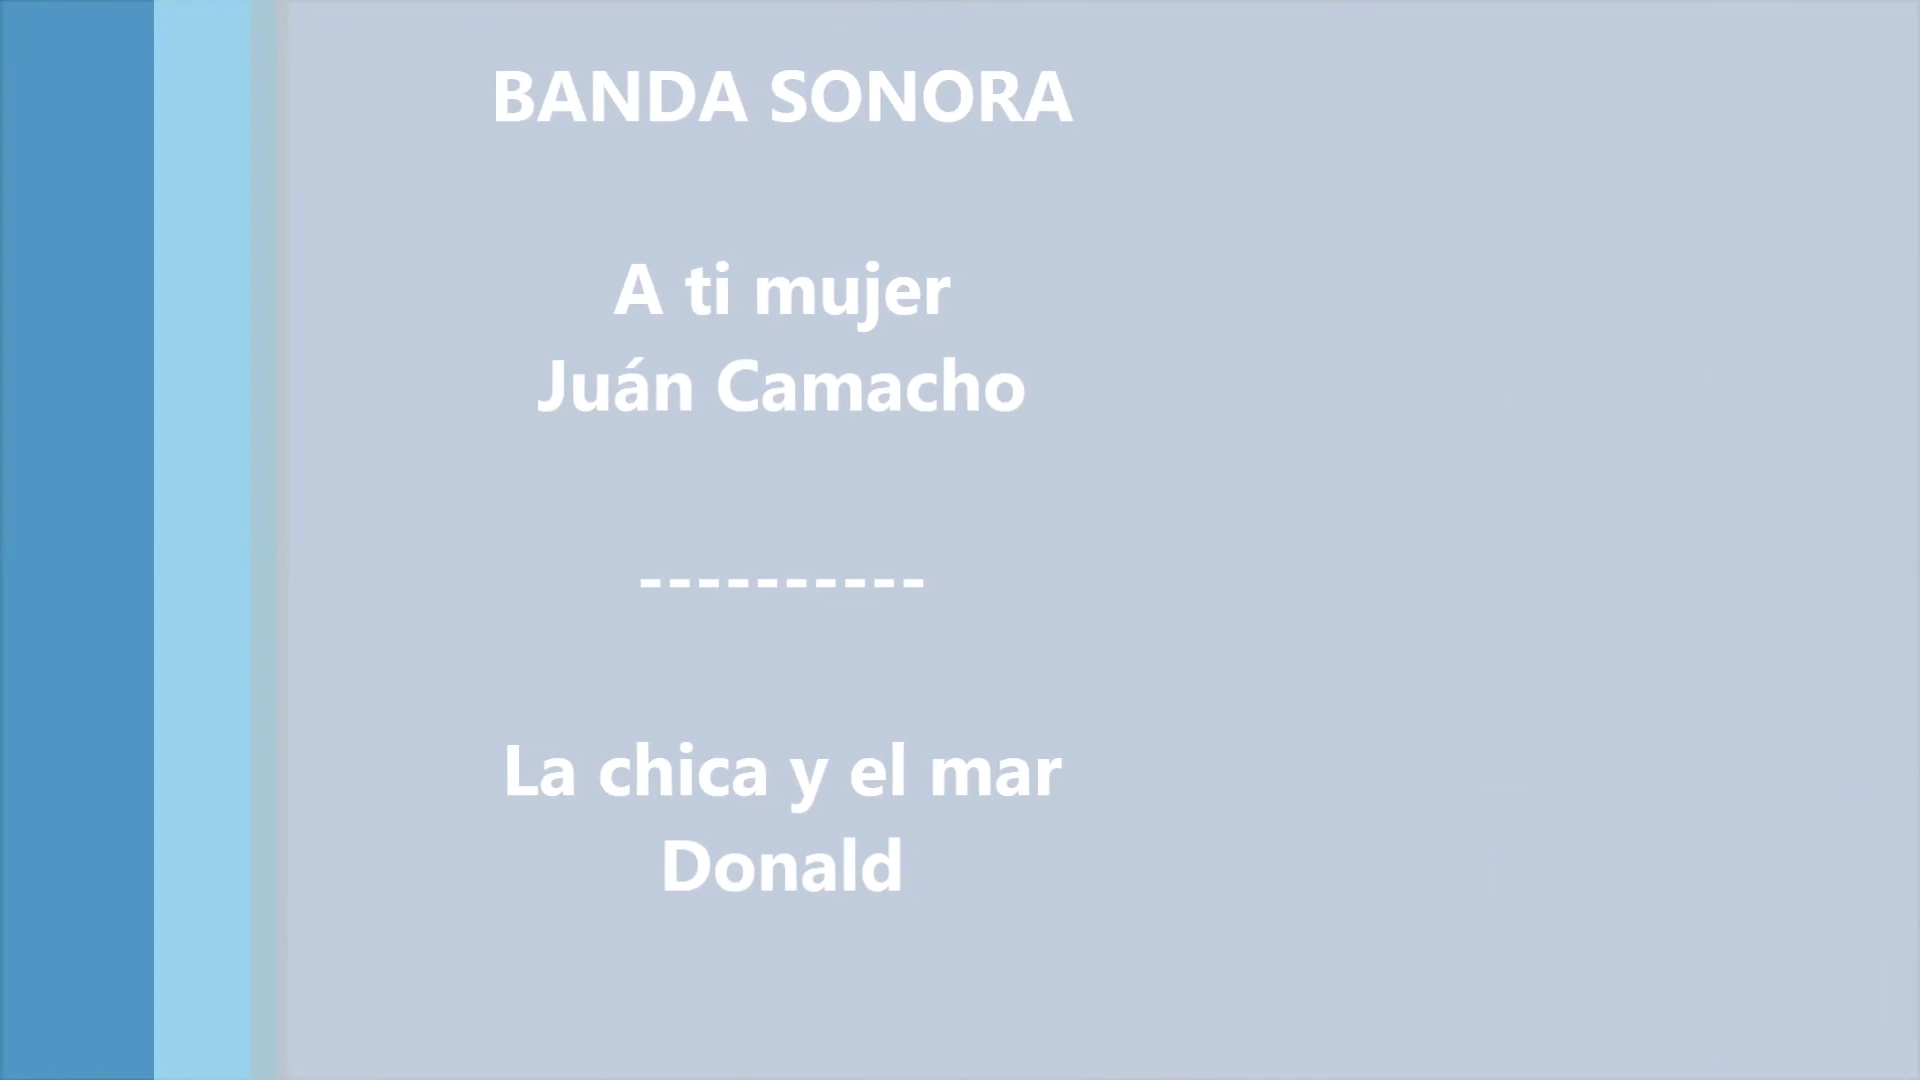 BANDA SONORA
A ti mujer
Juán Camacho
----------
La chica y el mar
Donald